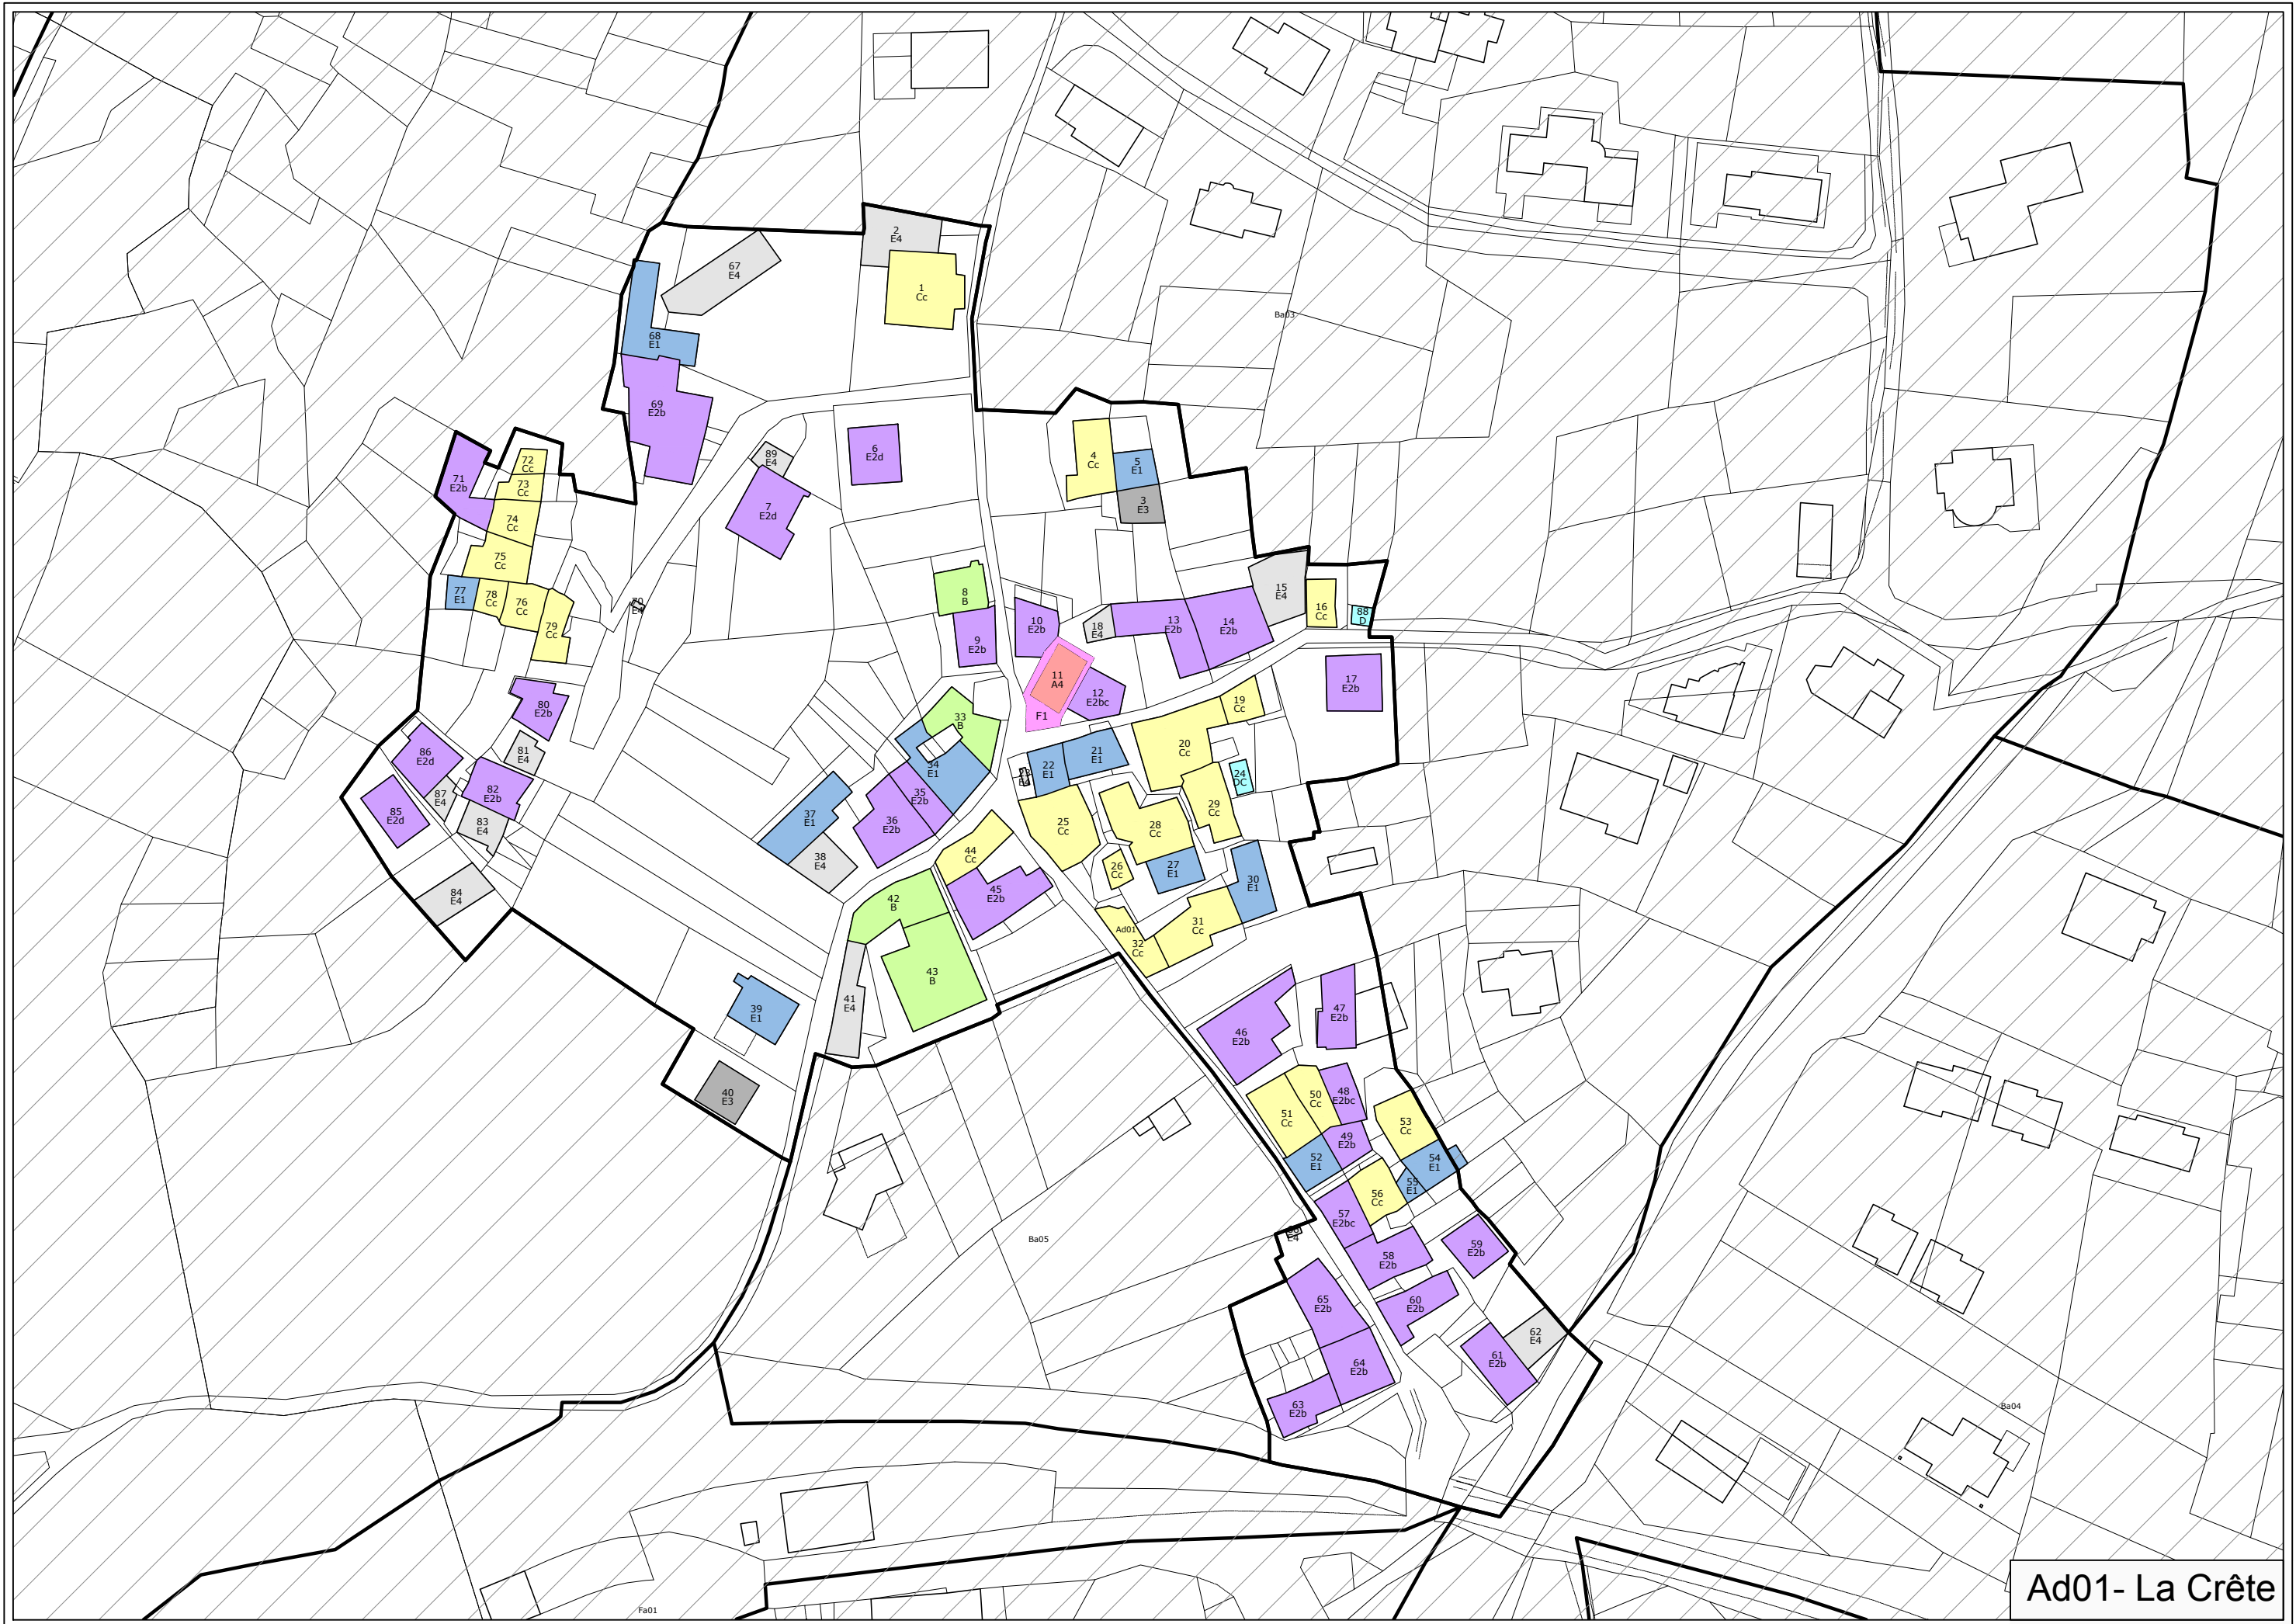 2
E4
67
E4
1
Cc
Ba03
68
E1
69
E2b
6
E2d
89
E4
4
Cc
5
E1
3
E3
72
Cc
71
E2b
73
Cc
7
E2d
74
Cc
75
Cc
77
E1
78
Cc
76
Cc
79
Cc
70
E4
8
B
9
E2b
10
E2b
18
E4
13
E2b
14
E2b
15
E4
16
Cc
88
D
11
A4
F1
12
E2bc
17
E2b
19
Cc
20
Cc
80
E2b
81
E4
86
E2d
87
E4
82
E2b
83
E4
85
E2d
84
E4
33
B
34
E1
35
E2b
36
E2b
37
E1
38
E4
22
E1
21
E1
24
DC
25
Cc
28
Cc
29
Cc
26
Cc
27
E1
30
E1
31
Cc
32
Cc
Ad01
44
Cc
45
E2b
42
B
43
B
41
E4
39
E1
40
E3
46
E2b
47
E2b
51
Cc
50
Cc
48
E2bc
49
E2b
52
E1
53
Cc
54
E1
55
E1
56
Cc
57
E2bc
58
E2b
59
E2b
E4
Ba05
60
E2b
65
E2b
64
E2b
63
E2b
61
E2b
62
E4
Ba04
Fa01
Ad01- La Crête